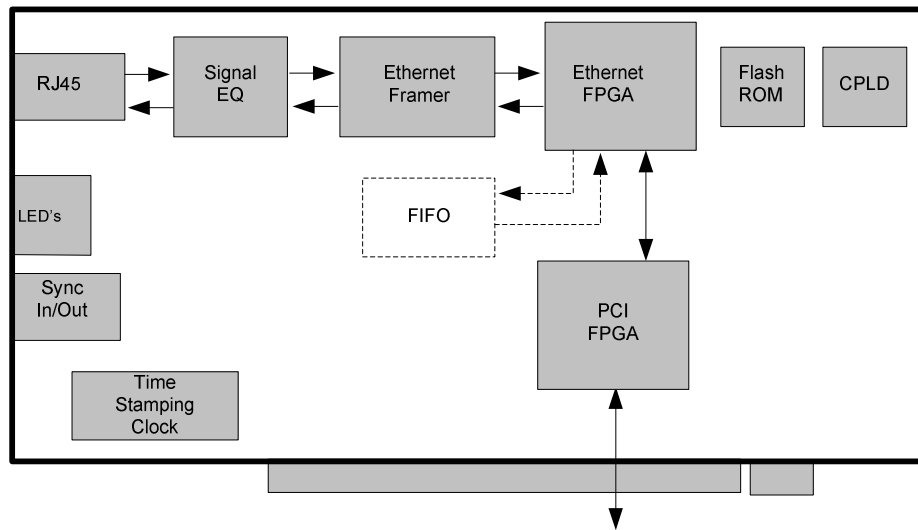 RJ45
Signal
EQ
Ethernet
Framer
Ethernet
FPGA
Flash
ROM
CPLD
LED's
FIFO
Sync
In/Out
PCI
FPGA
Time
Stamping
Clock